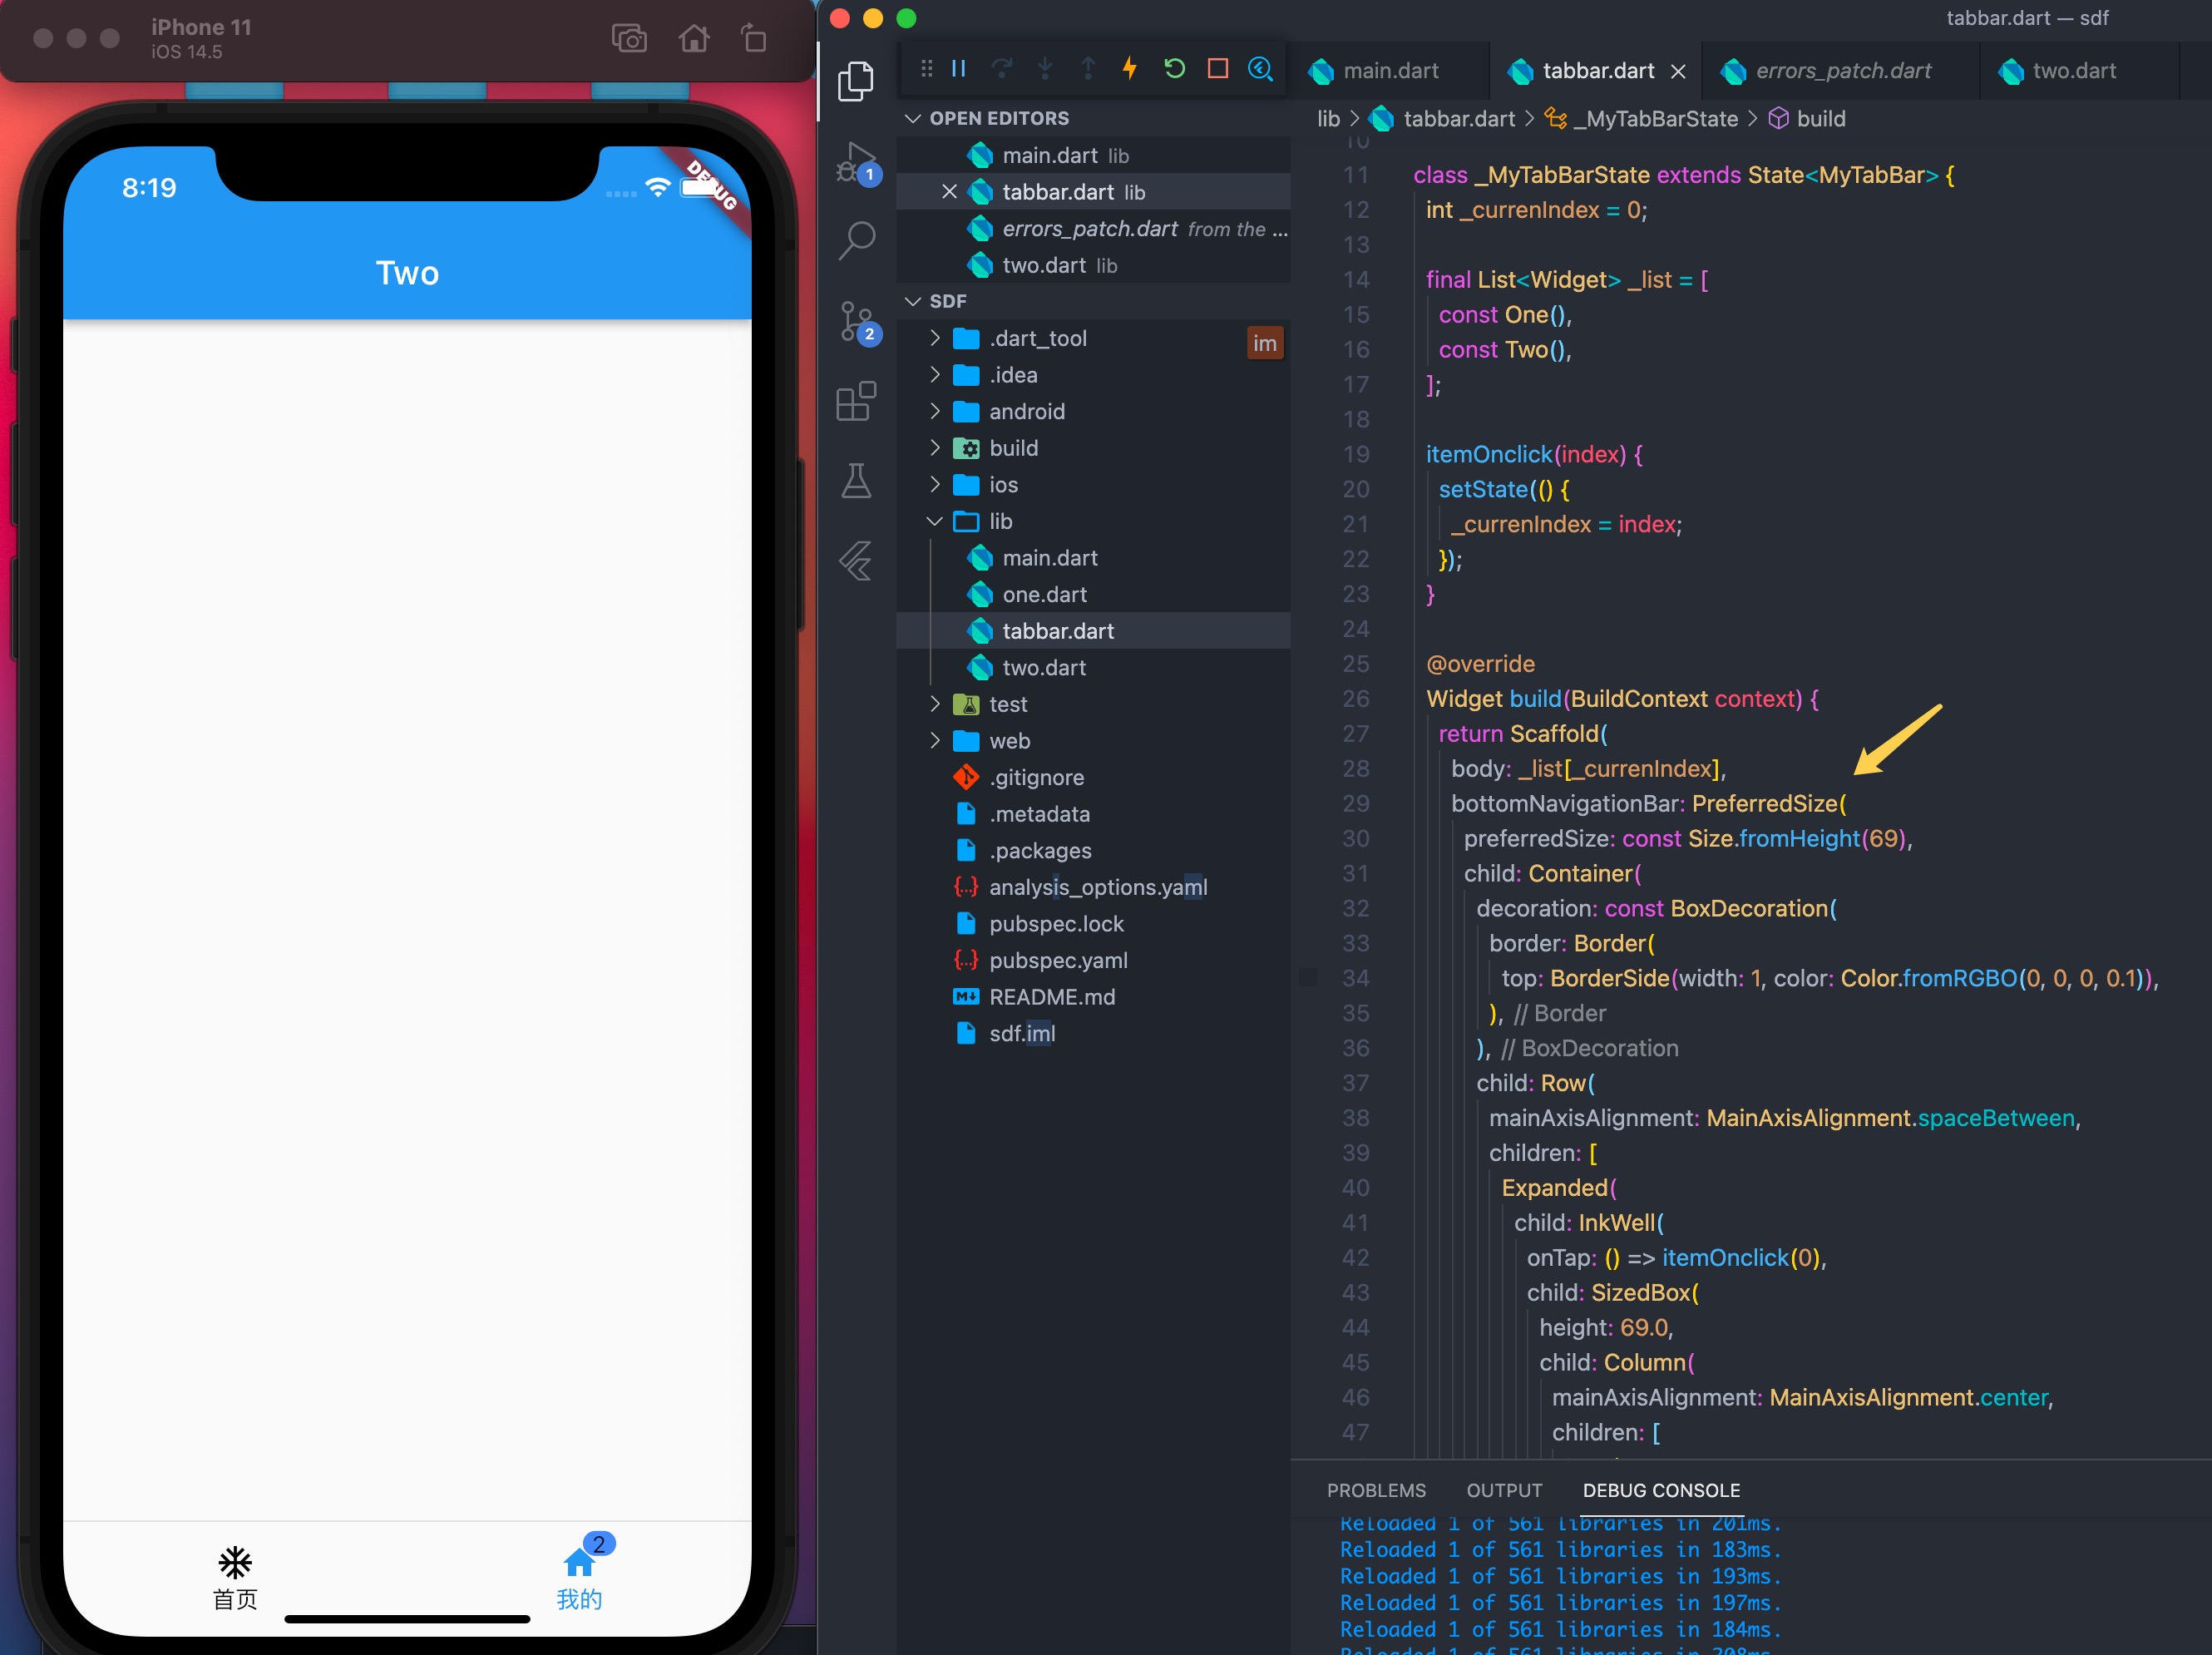 iPhone 11
iOS 14.5
8:19
DEBUG
Two
首页
2
我的
tabbar.dart — sdf
main.dart
tabbar.dart
errors_patch.dart
two.dart
1
2
OPEN EDITORS
main.dart lib
tabbar.dart lib
errors_patch.dart from the ...
two.dart lib
SDF
.dart_tool
im
.idea
android
build
ios
lib
main.dart
one.dart
tabbar.dart
two.dart
test
web
.gitignore
.metadata
.packages
analysis_options.yaml
pubspec.lock
pubspec.yaml
README.md
sdf.iml
lib > tabbar.dart > _MyTabBarState > build
10
11 class _MyTabBarState extends State<MyTabBar> {
12 int _currenIndex = 0;
13
14 final List<Widget> _list = [
15 const One(),
16 const Two(),
17 ];
18
19 itemOnclick(index) {
20 setState(() {
21 _currenIndex = index;
22 });
23 }
24
25 @override
26 Widget build(BuildContext context) {
27 return Scaffold(
28 body: _list[_currenIndex],
29 bottomNavigationBar: PreferredSize(
30 preferredSize: const Size.fromHeight(69),
31 child: Container(
32 decoration: const BoxDecoration(
33 border: Border(
34 top: BorderSide(width: 1, color: Color.fromRGBO(0, 0, 0, 0.1)),
35 ), // Border
36 ), // BoxDecoration
37 child: Row(
38 mainAxisAlignment: MainAxisAlignment.spaceBetween,
39 children: [
40 Expanded(
41 child: InkWell(
42 onTap: () => itemOnclick(0),
43 child: SizedBox(
44 height: 69.0,
45 child: Column(
46 mainAxisAlignment: MainAxisAlignment.center,
47 children: [
PROBLEMS OUTPUT DEBUG CONSOLE
Reloaded 1 of 561 libraries in 201ms.
Reloaded 1 of 561 libraries in 183ms.
Reloaded 1 of 561 libraries in 193ms.
Reloaded 1 of 561 libraries in 197ms.
Reloaded 1 of 561 libraries in 184ms.
Reloaded 1 of 561 libraries in 208ms.